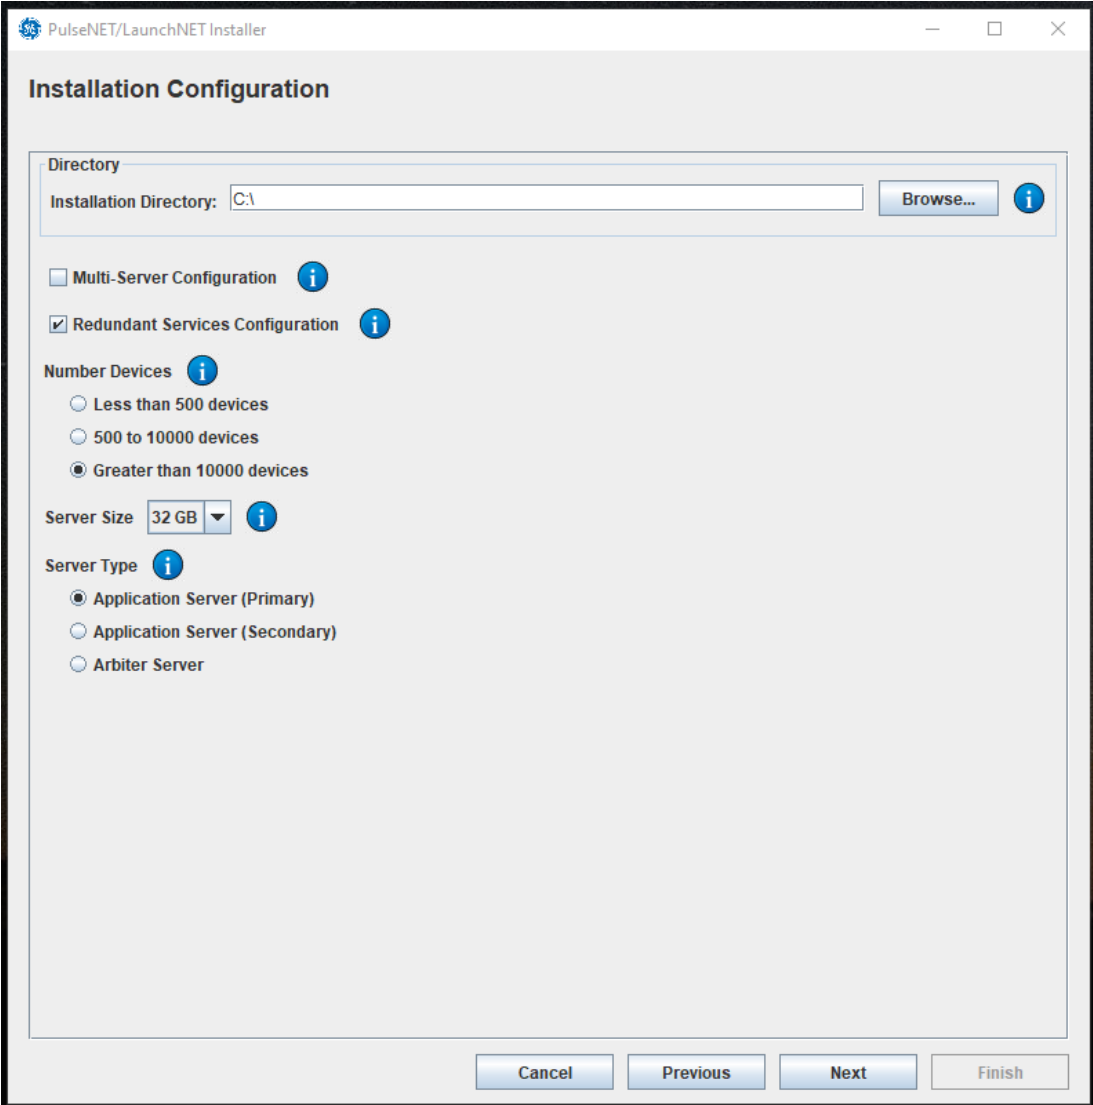 PulseNET/LaunchNET Installer
Installation Configuration
Directory
Installation Directory: C:\ Browse...
Multi-Server Configuration
Redundant Services Configuration
Number Devices
Less than 500 devices
500 to 10000 devices
Greater than 10000 devices
Server Size 32 GB
Server Type
Application Server (Primary)
Application Server (Secondary)
Arbiter Server
Cancel Previous Next Finish